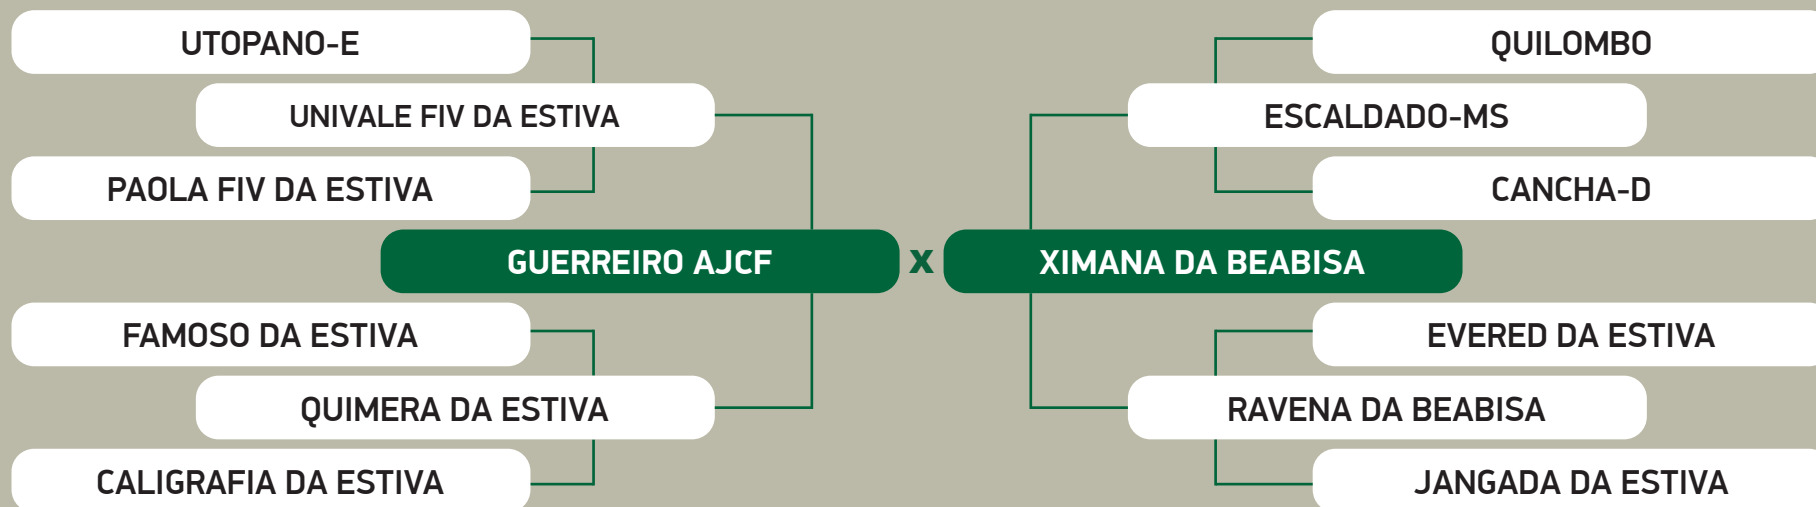 UTOPANO-E
QUILOMBO
UNIVALE FIV DA ESTIVA
ESCALDADO-MS
PAOLA FIV DA ESTIVA
CANCHA-D
GUERREIRO AJCF X XIMANA DA BEABISA
FAMOSO DA ESTIVA
EVERED DA ESTIVA
QUIMERA DA ESTIVA
RAVENA DA BEABISA
CALIGRAFIA DA ESTIVA
JANGADA DA ESTIVA